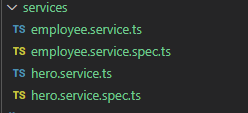 services
TS employee.service.ts
TS employee.service.spec.ts
TS hero.service.ts
TS hero.service.spec.ts